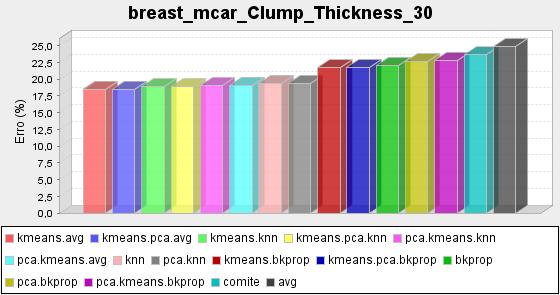 breast_mcar_Clump_Thickness_30
25,0
22,5
20,0
17,5
15,0
12,5
10,0
7,5
5,0
2,5
0,0
Erro (%)
kmeans.avg kmeans.pca.avg kmeans.knn kmeans.pca.knn pca.kmeans.knn
pca.kmeans.avg knn pca.knn kmeans.bkprop kmeans.pca.bkprop bkprop
pca.bkprop pca.kmeans.bkprop comite avg